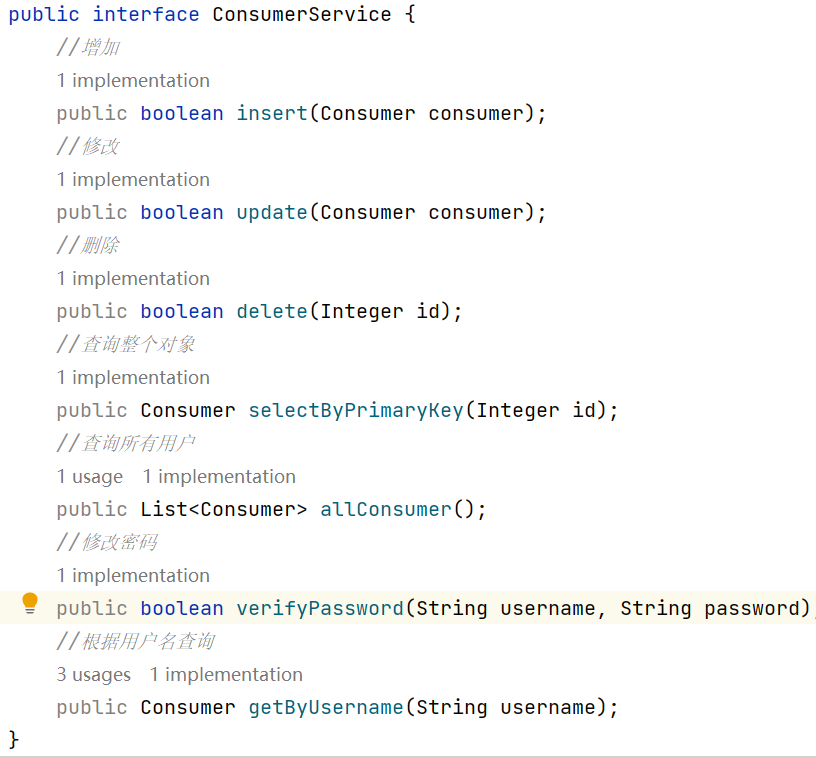 public interface ConsumerService {
//增加
1 implementation
public boolean insert(Consumer consumer);
//修改
1 implementation
public boolean update(Consumer consumer);
//删除
1 implementation
public boolean delete(Integer id);
//查询整个对象
1 implementation
public Consumer selectByPrimaryKey(Integer id);
//查询所有用户
1 usage 1 implementation
public List<Consumer> allConsumer();
//修改密码
1 implementation
public boolean verifyPassword(String username, String password);
//根据用户名查询
3 usages 1 implementation
public Consumer getByUsername(String username);
}